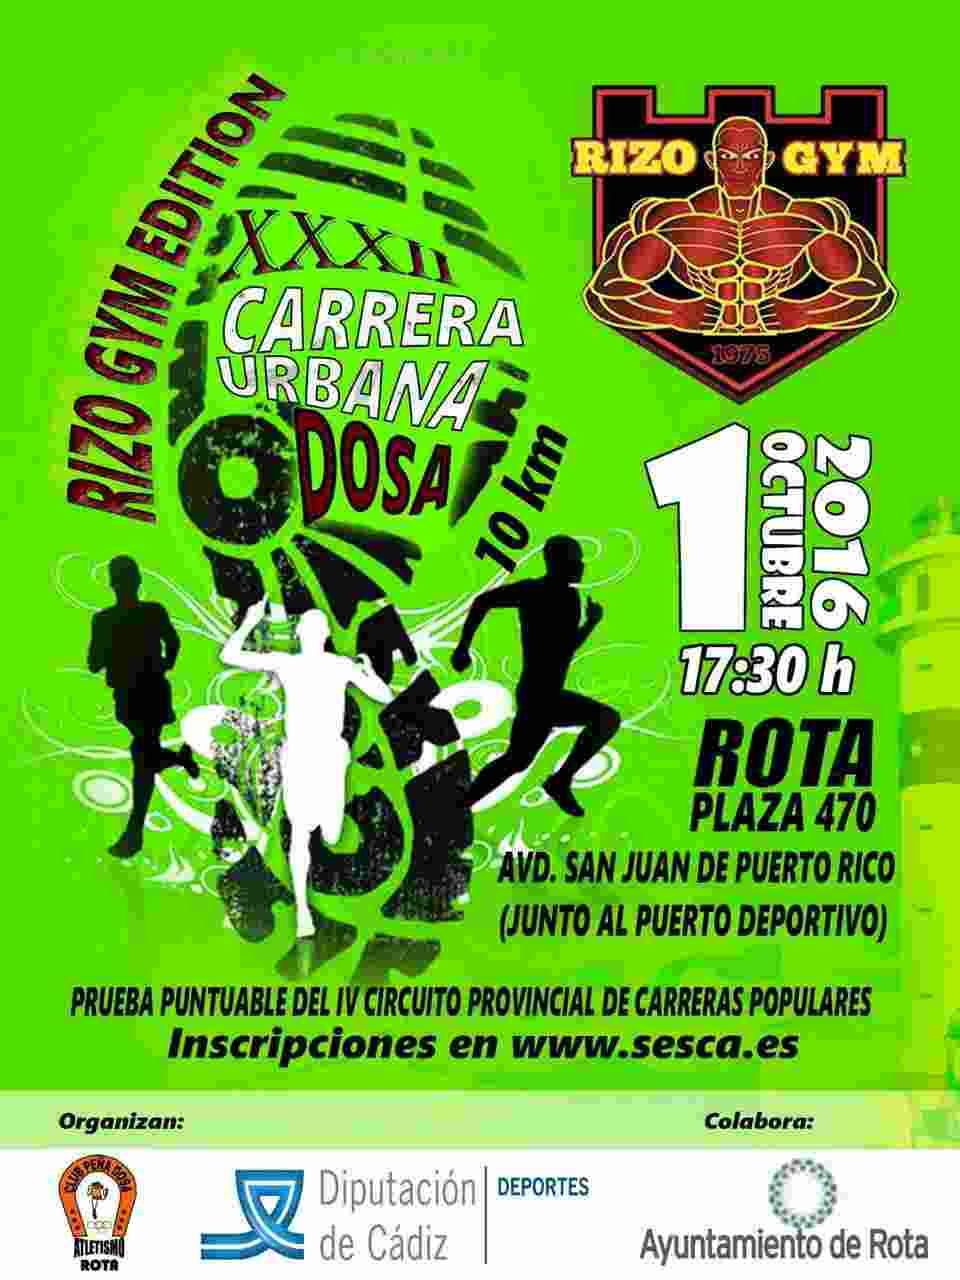 RIZO GYM EDITION
XXXII
CARRERA
URBANA
DOSA
10 km
RIZO GYM
1975
1
OCTUBRE
2016
17:30 h
ROTA
PLAZA 470
AVD. SAN JUAN DE PUERTO RICO
(JUNTO AL PUERTO DEPORTIVO)
PRUEBA PUNTUABLE DEL IV CIRCUITO PROVINCIAL DE CARRERAS POPULARES
Inscripciones en www.sesca.es
Organizan:
Colabora:
CLUB PEÑA DOSA
ATLETISMO
ROTA
Diputación
de Cádiz
DEPORTES
Ayuntamiento de Rota